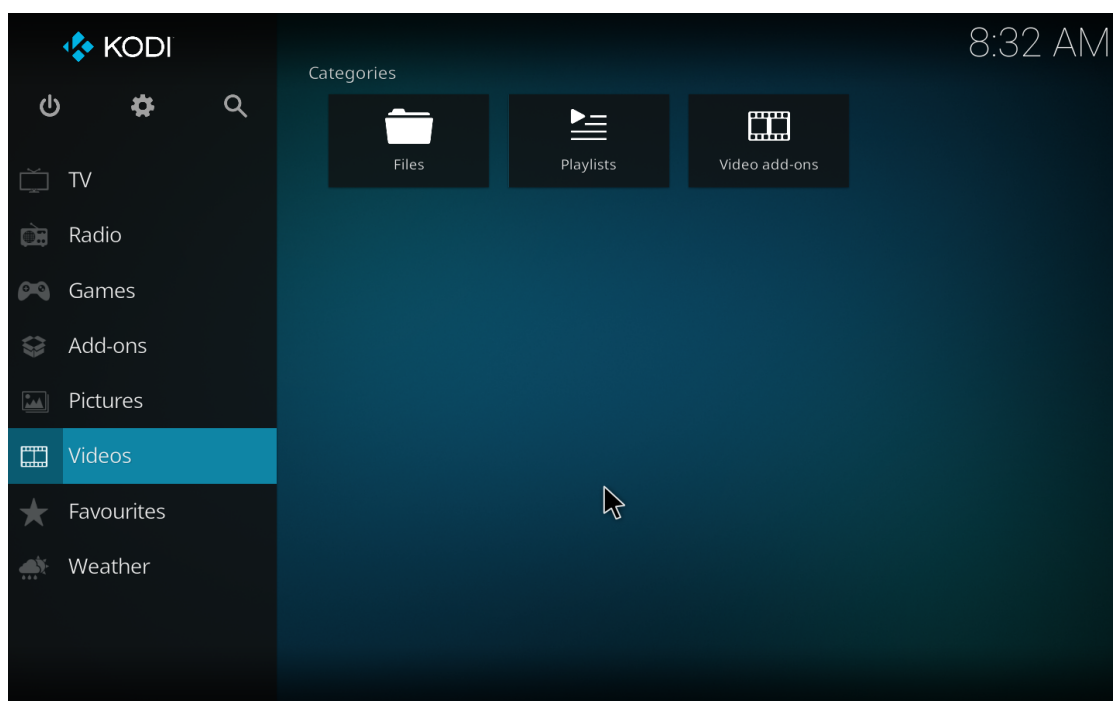 KODI
8:32 AM
Categories
Files
Playlists
Video add-ons
TV
Radio
Games
Add-ons
Pictures
Videos
Favourites
Weather